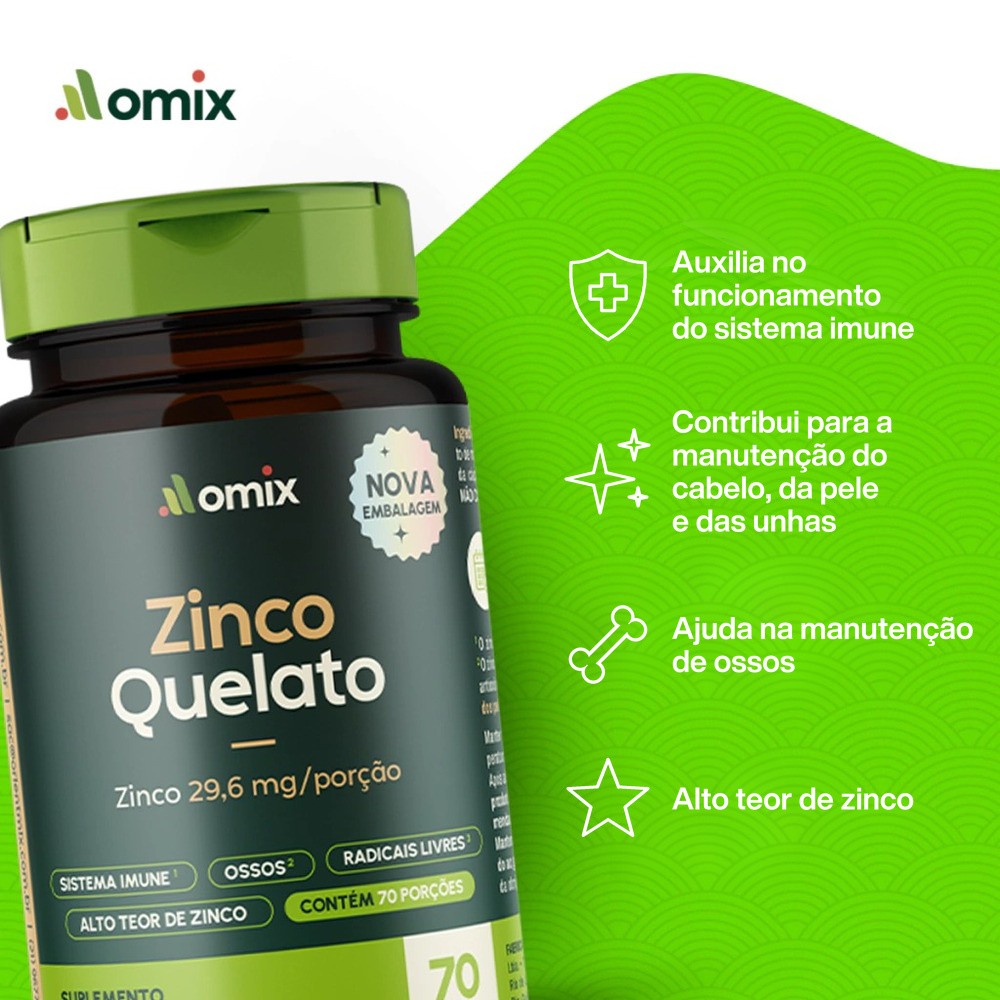 omix
Auxilia no
funcionamento
do sistema imune
Contribui para a
manutenção do
cabelo, da pele
e das unhas
Ajuda na manutenção
de ossos
Alto teor de zinco
omix
NOVA
EMBALAGEM
Zinco
Quelato
Zinco 29,6 mg/porção
SISTEMA IMUNE ¹
OSSOS ²
RADICAIS LIVRES ³
ALTO TEOR DE ZINCO
CONTÉM 70 PORÇÕES
SUPLEMENTO
70